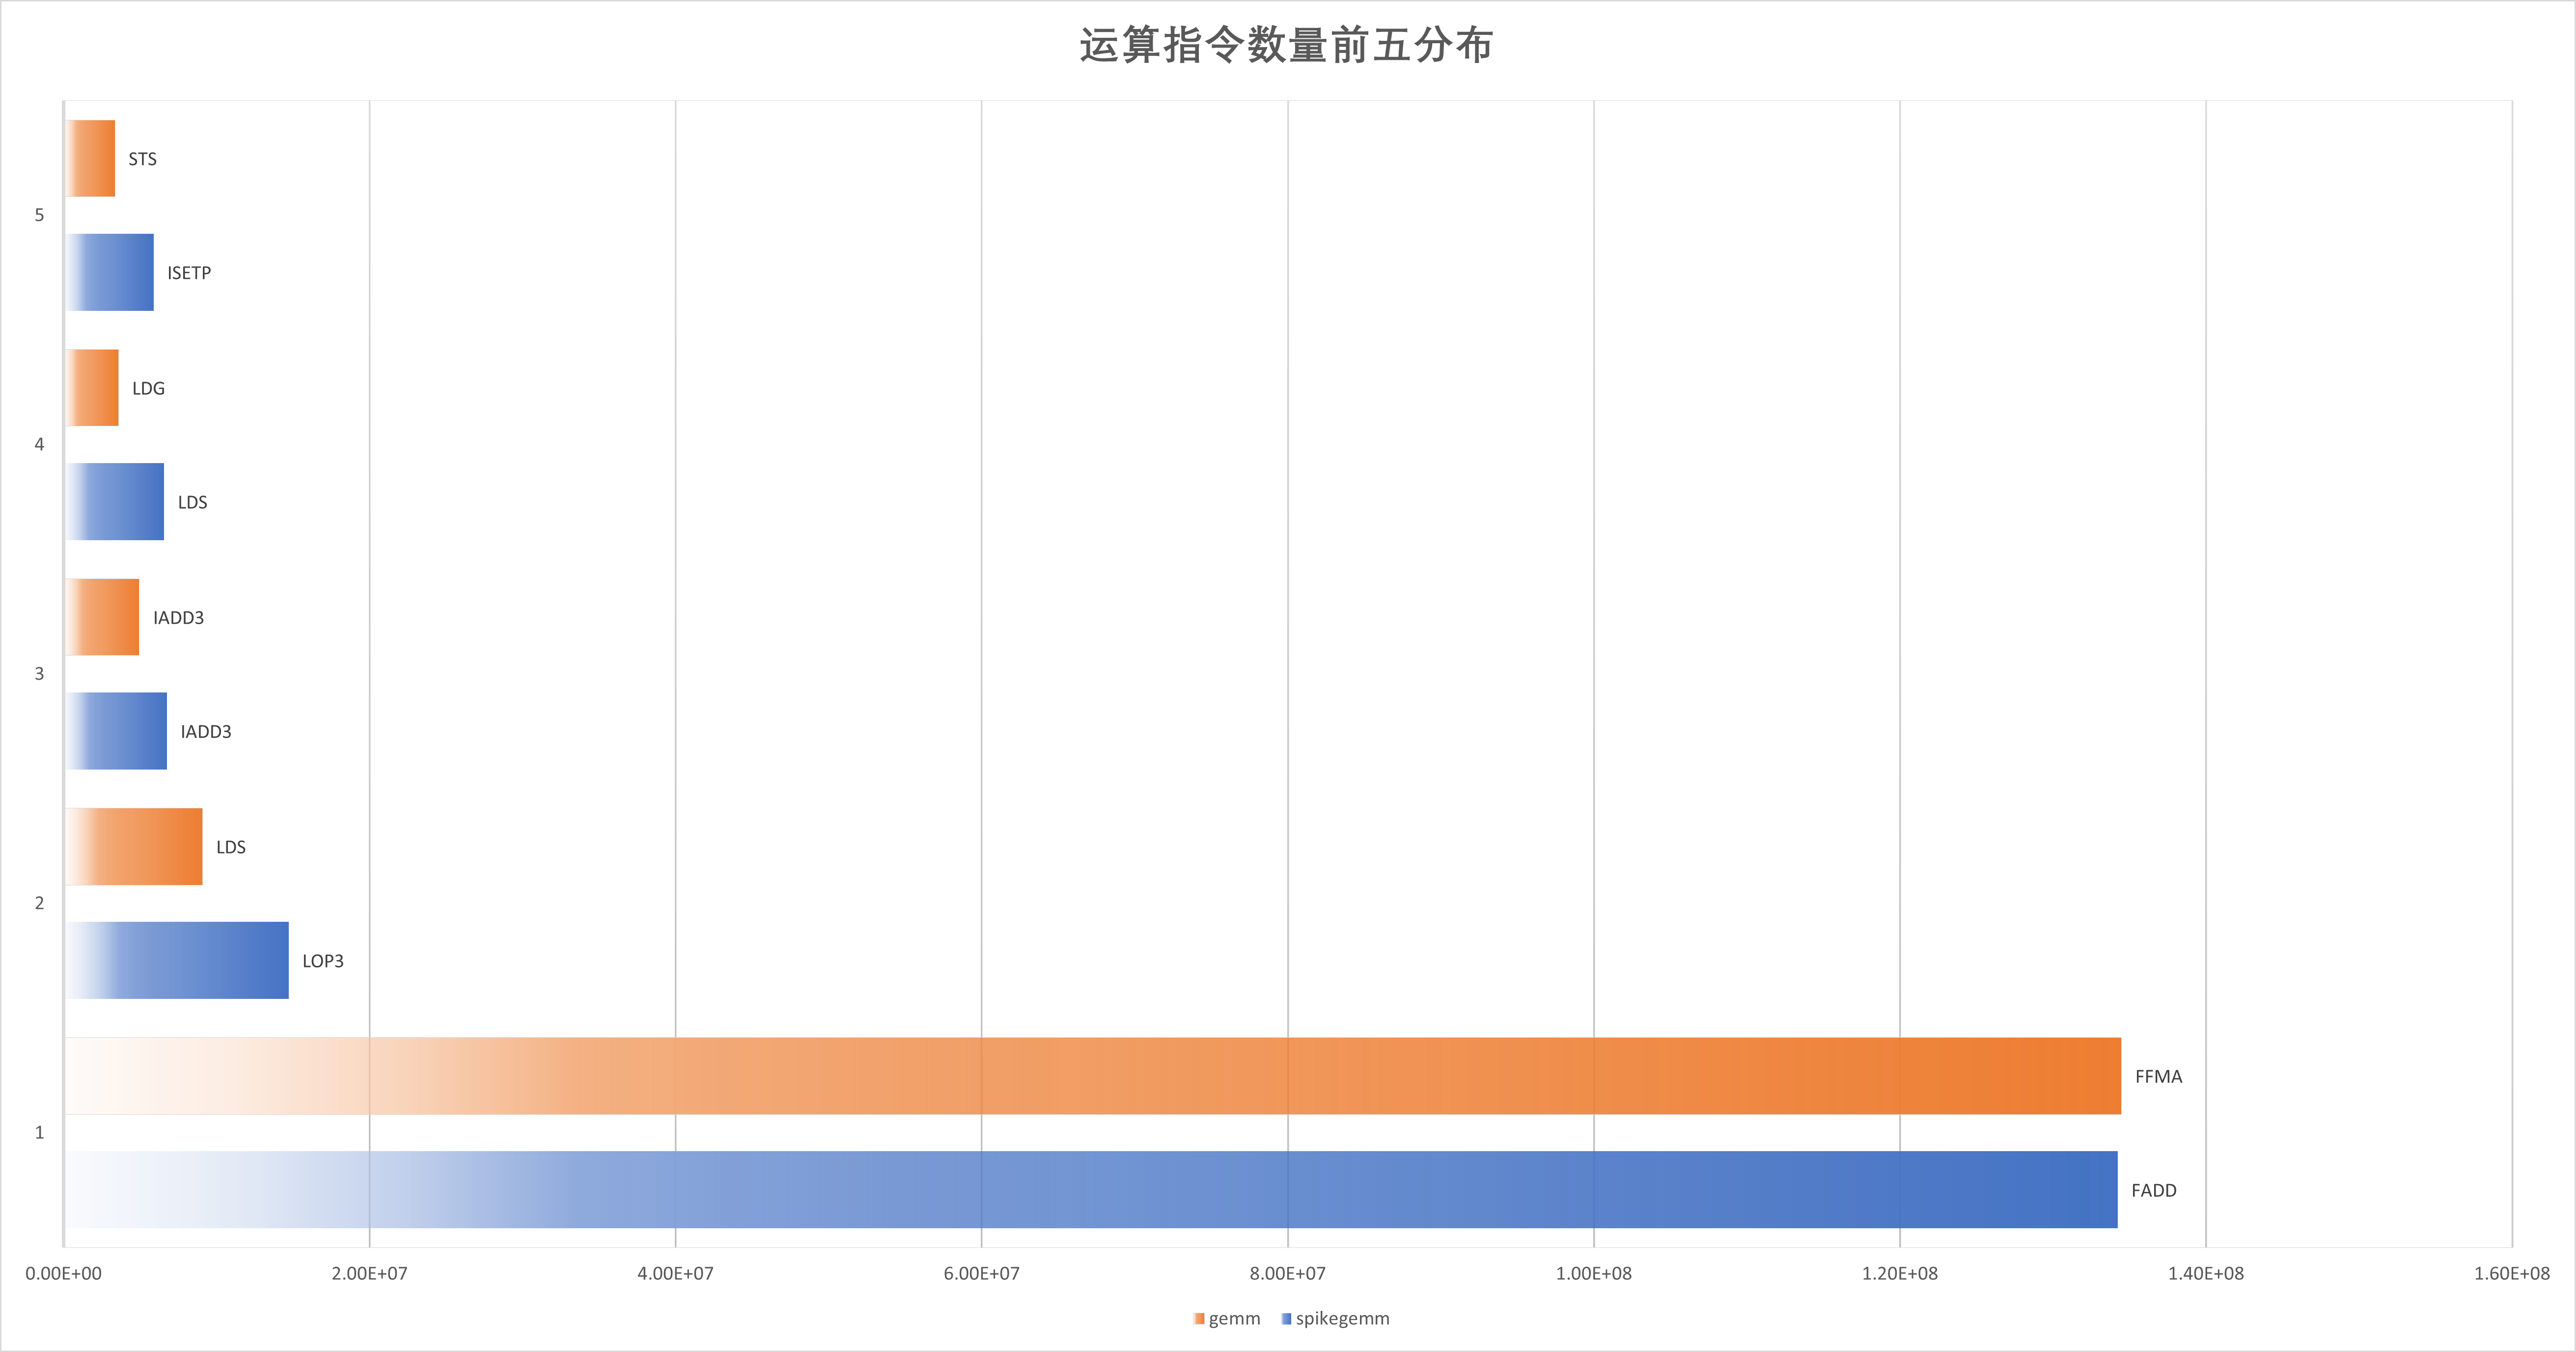 运算指令数量前五分布
STS
5
ISETP
LDG
4
LDS
IADD3
3
IADD3
LDS
2
LOP3
FFMA
1
FADD
0.00E+00 2.00E+07 4.00E+07 6.00E+07 8.00E+07 1.00E+08 1.20E+08 1.40E+08 1.60E+08
gemm spikegemm